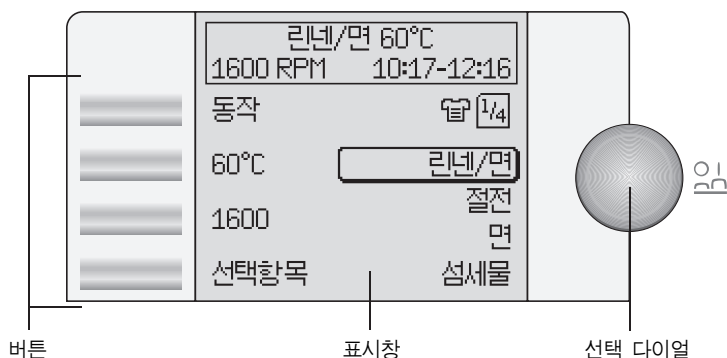 린넨/면 60°C
1600 RPM 10:17-12:16
동작 1/4
60°C 린넨/면
절전
1600
면
선택항목 섬세물
버튼 표시창 선택 다이얼